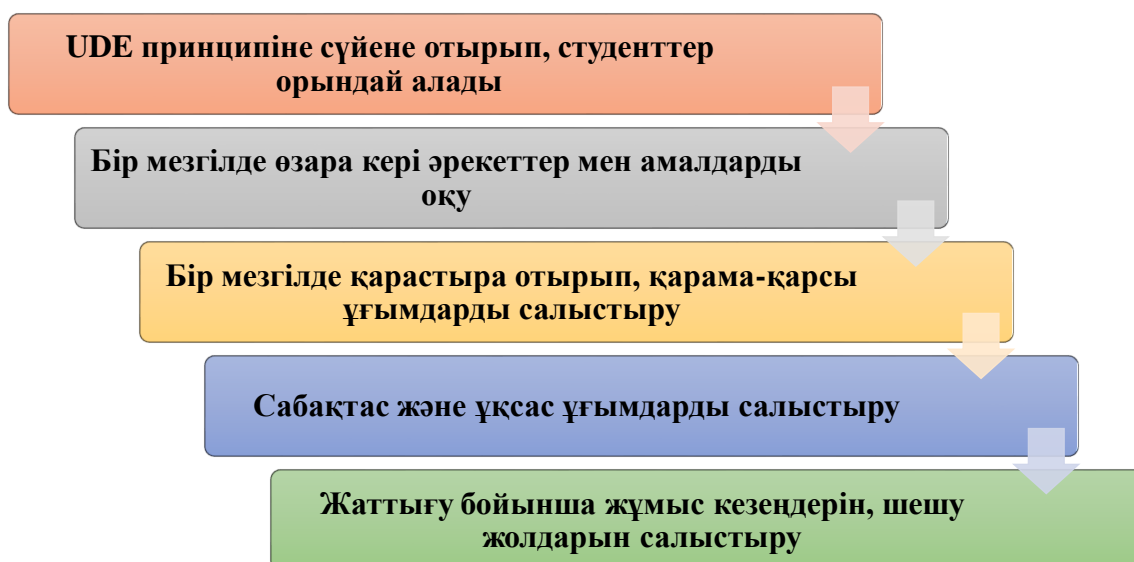 UDE принципіне сүйене отырып, студенттер
орындай алады
Бір мезгілде өзара кері әрекеттер мен амалдарды
оқу
Бір мезгілде қарастыра отырып, қарама-қарсы
ұғымдарды салыстыру
Сабақтас және ұқсас ұғымдарды салыстыру
Жаттығу бойынша жұмыс кезеңдерін, шешу
жолдарын салыстыру